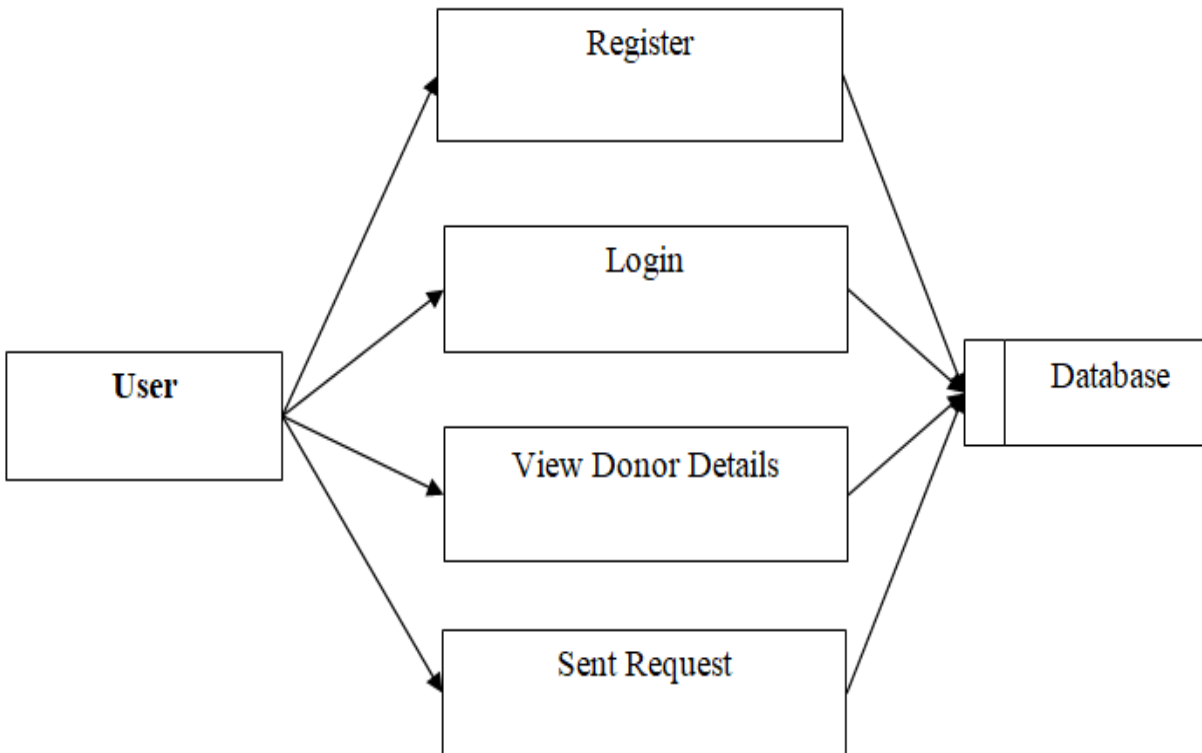 Register
Login
User
Database
View Donor Details
Sent Request